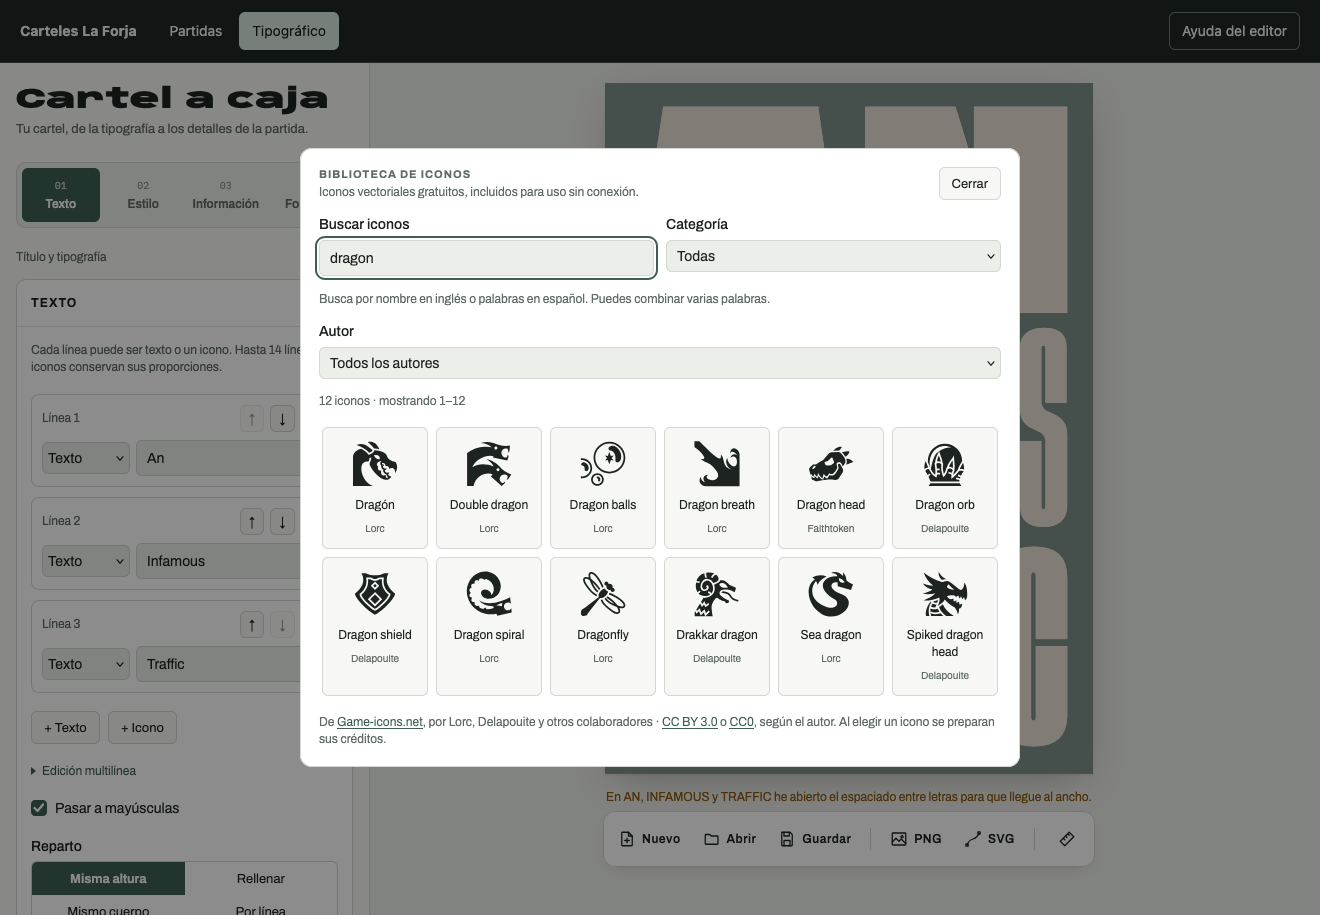 Carteles La Forja
Partidas
Tipográfico
Ayuda del editor
Cartel a caja
Tu cartel, de la tipografía a los detalles de la partida.
01
Texto
02
Estilo
03
Información
Fo
Título y tipografía
TEXTO
Cada línea puede ser texto o un icono. Hasta 14 líne
iconos conservan sus proporciones.
Línea 1
Texto
An
Línea 2
Texto
Infamous
Línea 3
Texto
Traffic
+ Texto
+ Icono
Edición multilínea
Pasar a mayúsculas
Reparto
Misma altura
Rellenar
Mismo cuerpo
Por línea
BIBLIOTECA DE ICONOS
Iconos vectoriales gratuitos, incluidos para uso sin conexión.
Cerrar
Buscar iconos
dragon
Categoría
Todas
Busca por nombre en inglés o palabras en español. Puedes combinar varias palabras.
Autor
Todos los autores
12 iconos · mostrando 1–12
Dragón
Lorc
Double dragon
Lorc
Dragon balls
Lorc
Dragon breath
Lorc
Dragon head
Faithtoken
Dragon orb
Delapouite
Dragon shield
Delapouite
Dragon spiral
Lorc
Dragonfly
Lorc
Drakkar dragon
Delapouite
Sea dragon
Lorc
Spiked dragon
head
Delapouite
De Game-icons.net, por Lorc, Delapouite y otros colaboradores · CC BY 3.0 o CC0, según el autor. Al elegir un icono se preparan
sus créditos.
AN
S
C
En AN, INFAMOUS y TRAFFIC he abierto el espaciado entre letras para que llegue al ancho.
Nuevo
Abrir
Guardar
PNG
SVG